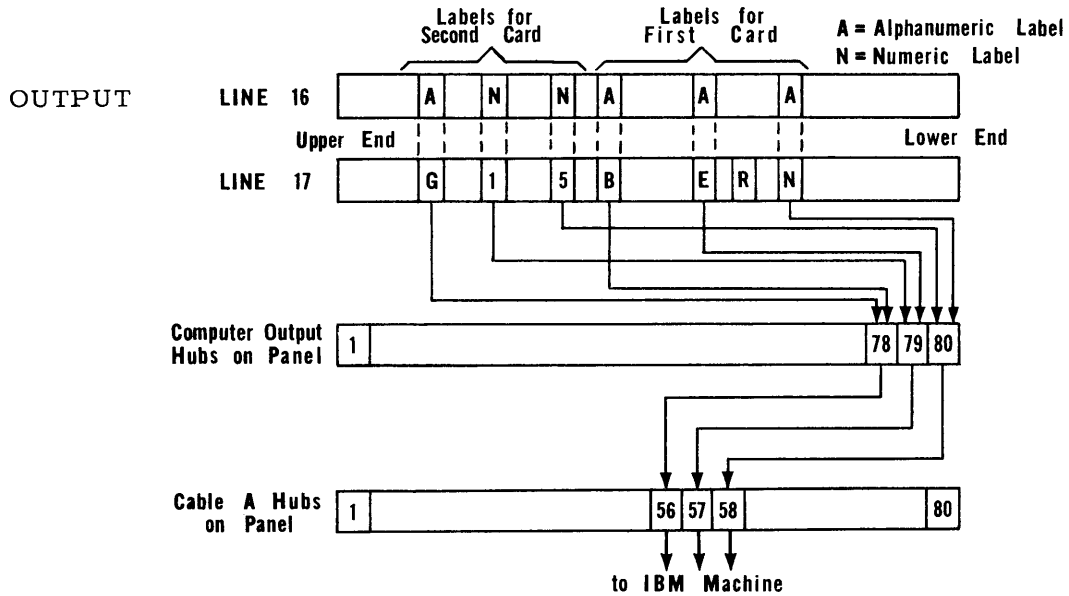 Labels for Second Card
Labels for First Card
A = Alphanumeric Label
N = Numeric Label
OUTPUT
LINE 16 A N N A A A
Upper End Lower End
LINE 17 G 1 5 B E R N
Computer Output Hubs on Panel
1 78 79 80
Cable A Hubs on Panel
1 56 57 58 80
to IBM Machine